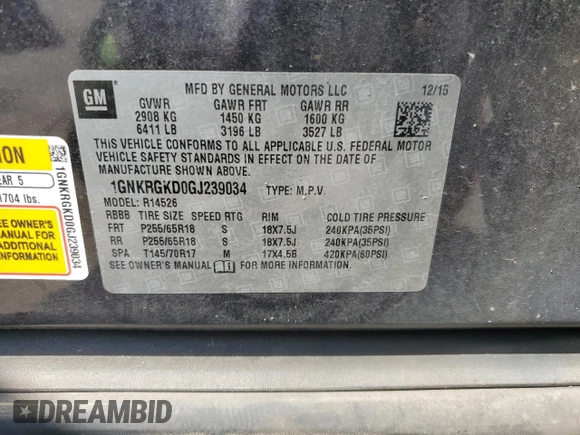 GM
MFD BY GENERAL MOTORS LLC 12/15
GVWR GAWR FRT GAWR RR
2908 KG 1450 KG 1600 KG
6411 LB 3196 LB 3527 LB
THIS VEHICLE CONFORMS TO ALL APPLICABLE U.S. FEDERAL MOTOR
VEHICLE SAFETY STANDARDS IN EFFECT ON THE DATE OF
MANUFACTURE SHOWN ABOVE.
1GNKRGKD0GJ239034 TYPE: M.P.V.
MODEL: R14526
RBBB TIRE SIZE SPEED RTG RIM COLD TIRE PRESSURE
FRT P255/65R18 S 18X7.5J 240KPA(35PSI)
RR P255/65R18 S 18X7.5J 240KPA(35PSI)
SPA T145/70R17 M 17X4.5B 420KPA(60PSI)
SEE OWNER'S MANUAL FOR MORE INFORMATION.
EAR 5
1704 lbs.
SEE OWNER'S
MANUAL FOR
ADDITIONAL
INFORMATION
1GNKRGKD0GJ239034
DREAMBID